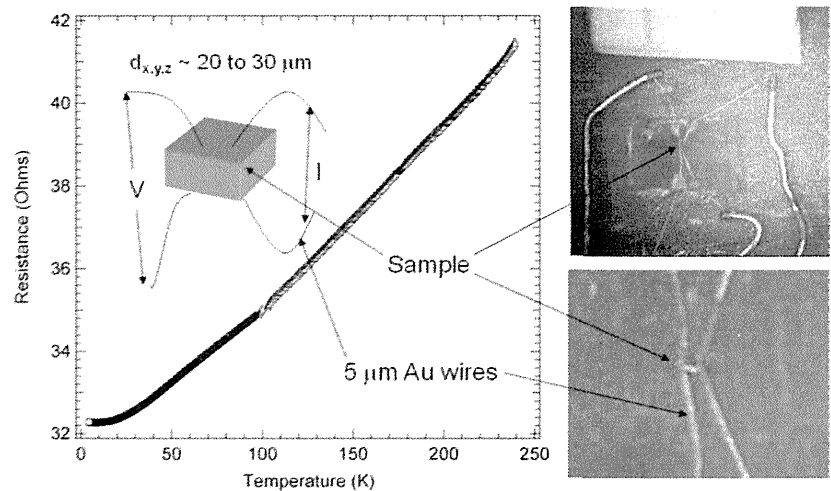 42
40
38
36
34
32
0
50
100
150
200
250
Resistance (Ohms)
Temperature (K)
dx,y,z ~ 20 to 30 μm
V
I
Sample
5 μm Au wires